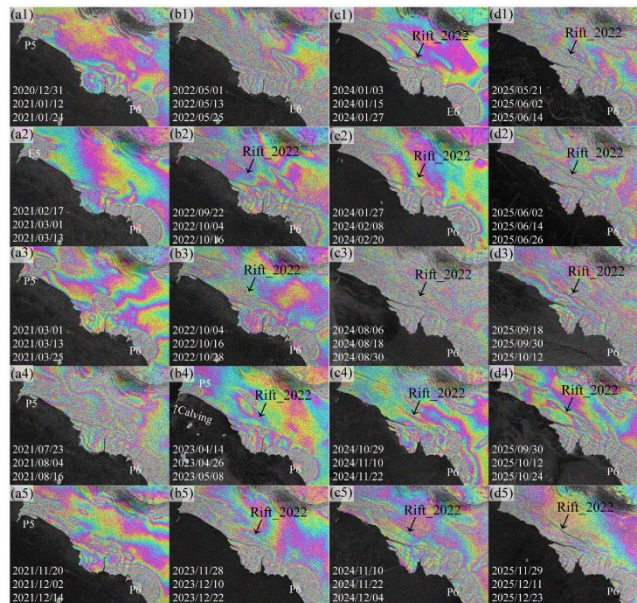 (a1)
P5
2020/12/31
2021/01/12
2021/01/24
P6
(b1)
2022/05/01
2022/05/13
2022/05/25
P6
(c1)
Rift_2022
2024/01/03
2024/01/15
2024/01/27
E6
(d1)
Rift_2022
2025/05/21
2025/06/02
2025/06/14
P6
(a2)
E5
2021/02/17
2021/03/01
2021/03/13
P6
(b2)
Rift_2022
2022/09/22
2022/10/04
2022/10/16
P6
(c2)
Rift_2022
2024/01/27
2024/02/08
2024/02/20
P6
(d2)
Rift_2022
2025/06/02
2025/06/14
2025/06/26
P6
(a3)
P5
2021/03/01
2021/03/13
2021/03/25
P6
(b3)
Rift_2022
2022/10/04
2022/10/16
2022/10/28
P6
(c3)
Rift_2022
2024/08/06
2024/08/18
2024/08/30
P6
(d3)
Rift_2022
2025/09/18
2025/09/30
2025/10/12
P6
(a4)
P5
2021/07/23
2021/08/04
2021/08/16
P6
(b4)
P5
↑Calving
Rift_2022
2023/04/14
2023/04/26
2023/05/08
P6
(c4)
Rift_2022
2024/10/29
2024/11/10
2024/11/22
P6
(d4)
Rift_2022
2025/09/30
2025/10/12
2025/10/24
P6
(a5)
P5
2021/11/20
2021/12/02
2021/12/14
P6
(b5)
Rift_2022
2023/11/28
2023/12/10
2023/12/22
P6
(c5)
Rift_2022
2024/11/10
2024/11/22
2024/12/04
P6
(d5)
Rift_2022
2025/11/29
2025/12/11
2025/12/23
P6